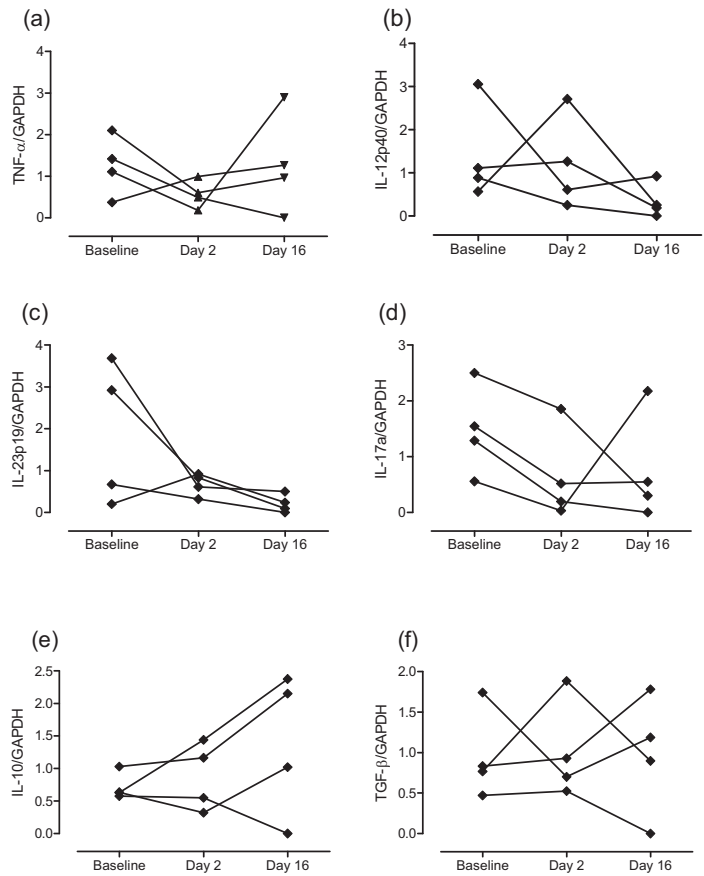 (a)
4
3
2
1
0
TNF-α/GAPDH
Baseline Day 2 Day 16
(b)
4
3
2
1
0
IL-12p40/GAPDH
Baseline Day 2 Day 16
(c)
4
3
2
1
0
IL-23p19/GAPDH
Baseline Day 2 Day 16
(d)
3
2
1
0
IL-17a/GAPDH
Baseline Day 2 Day 16
(e)
2.5
2.0
1.5
1.0
0.5
0.0
IL-10/GAPDH
Baseline Day 2 Day 16
(f)
2.0
1.5
1.0
0.5
0.0
TGF-β/GAPDH
Baseline Day 2 Day 16